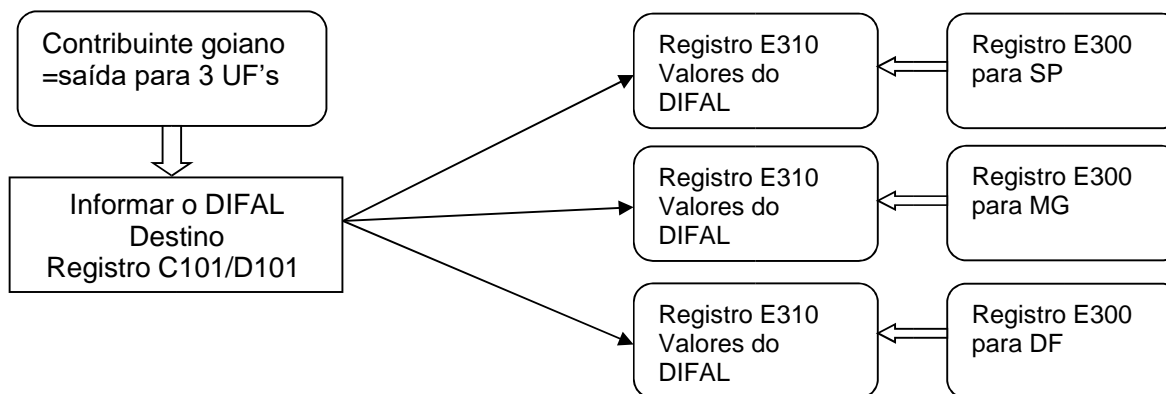 Contribuinte goiano
=saída para 3 UF's
Informar o DIFAL
Destino
Registro C101/D101
Registro E310
Valores do
DIFAL
Registro E300
para SP
Registro E310
Valores do
DIFAL
Registro E300
para MG
Registro E310
Valores do
DIFAL
Registro E300
para DF